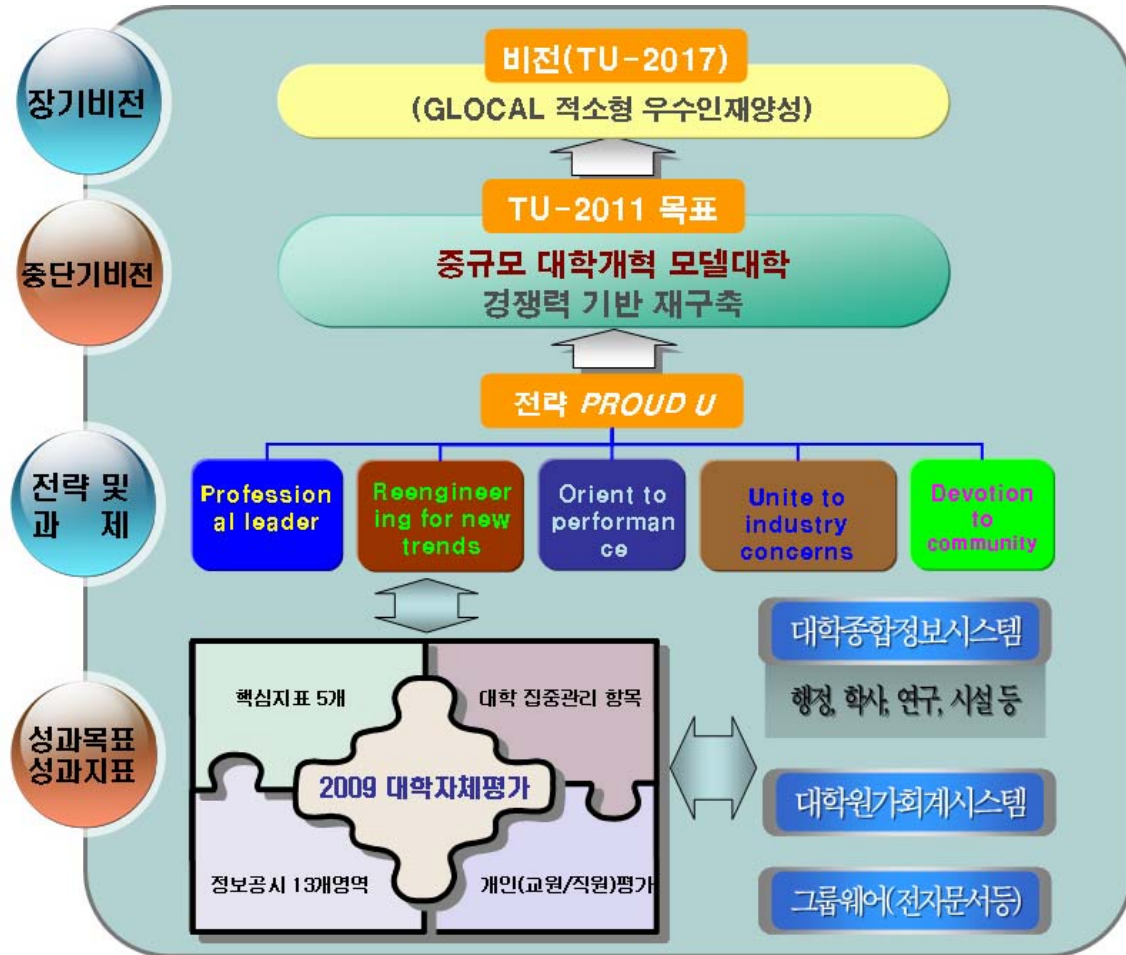 장기비전
비전(TU-2017)
(GLOCAL 적소형 우수인재양성)
중단기비전
TU-2011 목표
중규모 대학개혁 모델대학
경쟁력 기반 재구축
전략 및
과 제
전략 PROUD U
Profession
al leader
Reengineer
ing for new
trends
Orient to
performan
ce
Unite to
industry
concerns
Devotion
to
community
성과목표
성과지표
핵심지표 5개
대학 집중관리 항목
2009 대학자체평가
정보공시 13개영역
개인(교원/직원)평가
대학종합정보시스템
행정, 학사, 연구, 시설 등
대학원가회계시스템
그룹웨어(전자문서등)